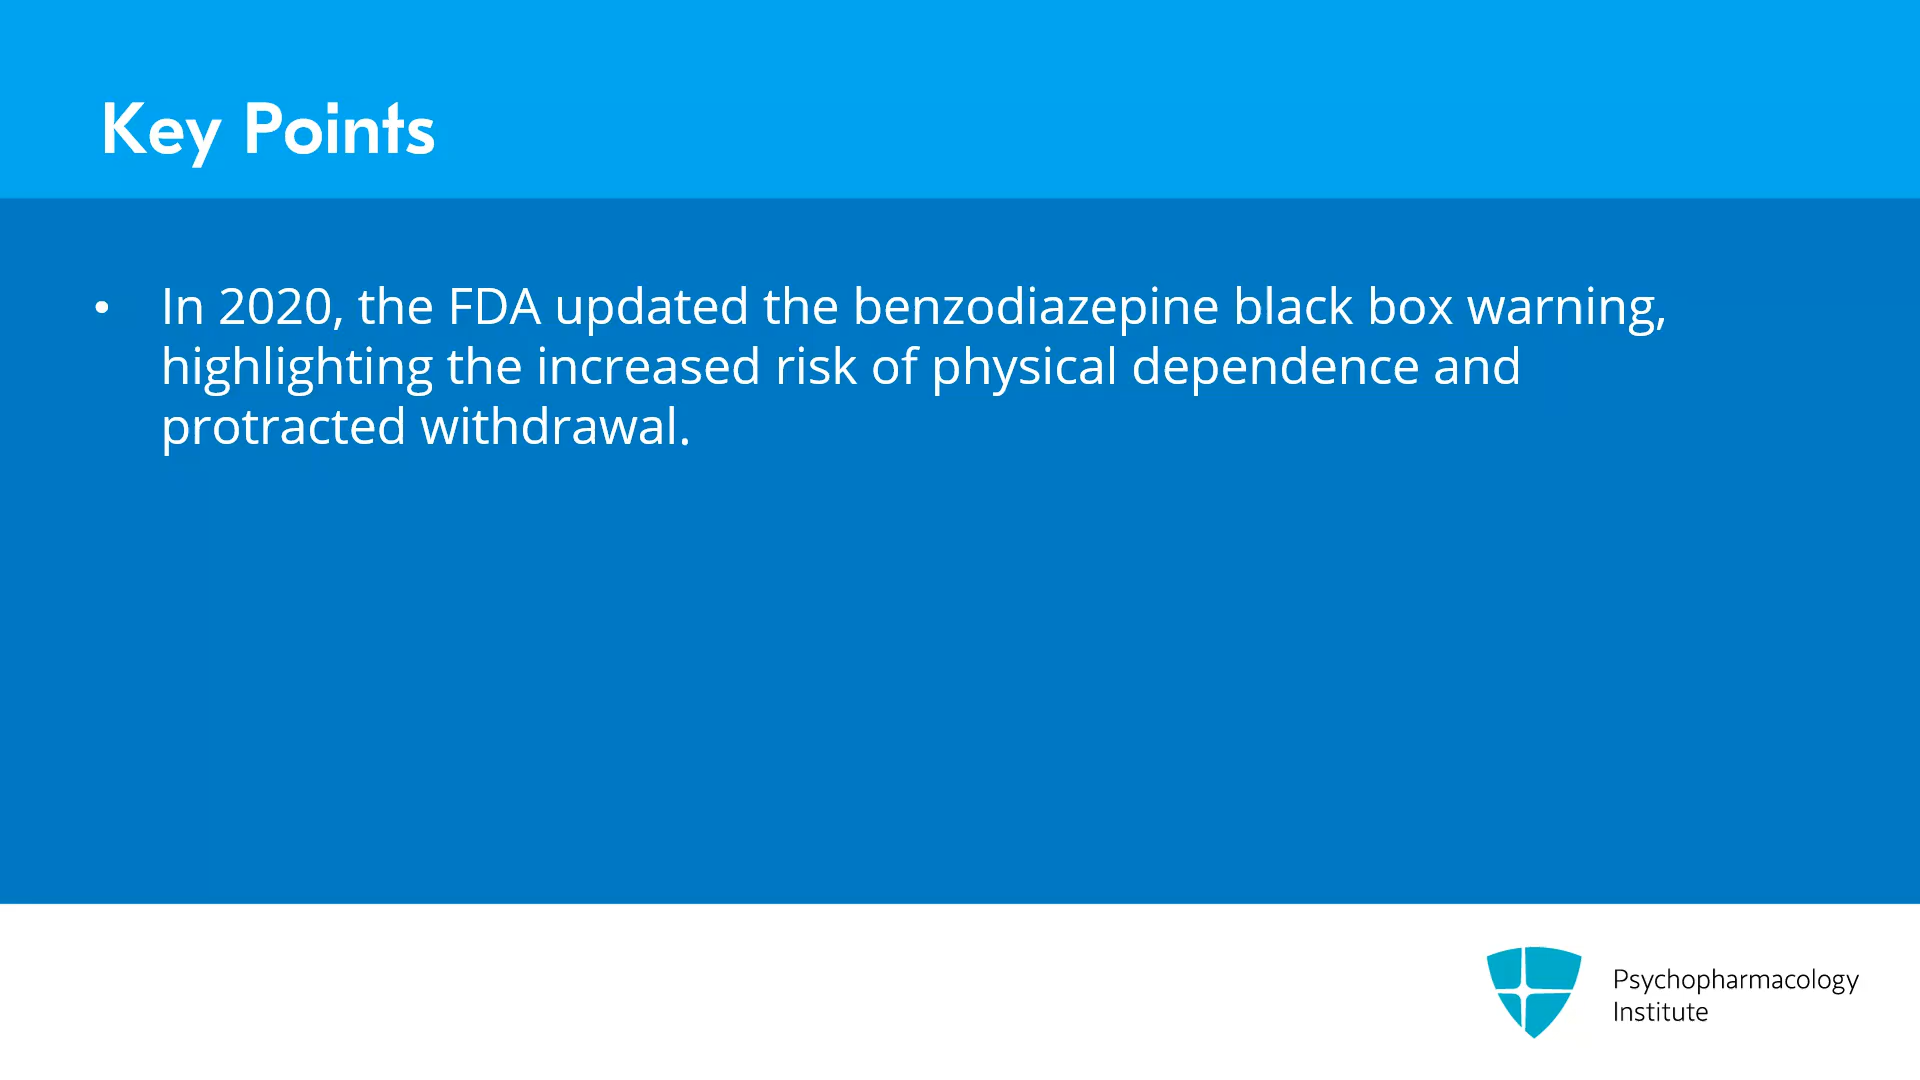 Key Points
• In 2020, the FDA updated the benzodiazepine black box warning,
highlighting the increased risk of physical dependence and
protracted withdrawal.
Psychopharmacology
Institute